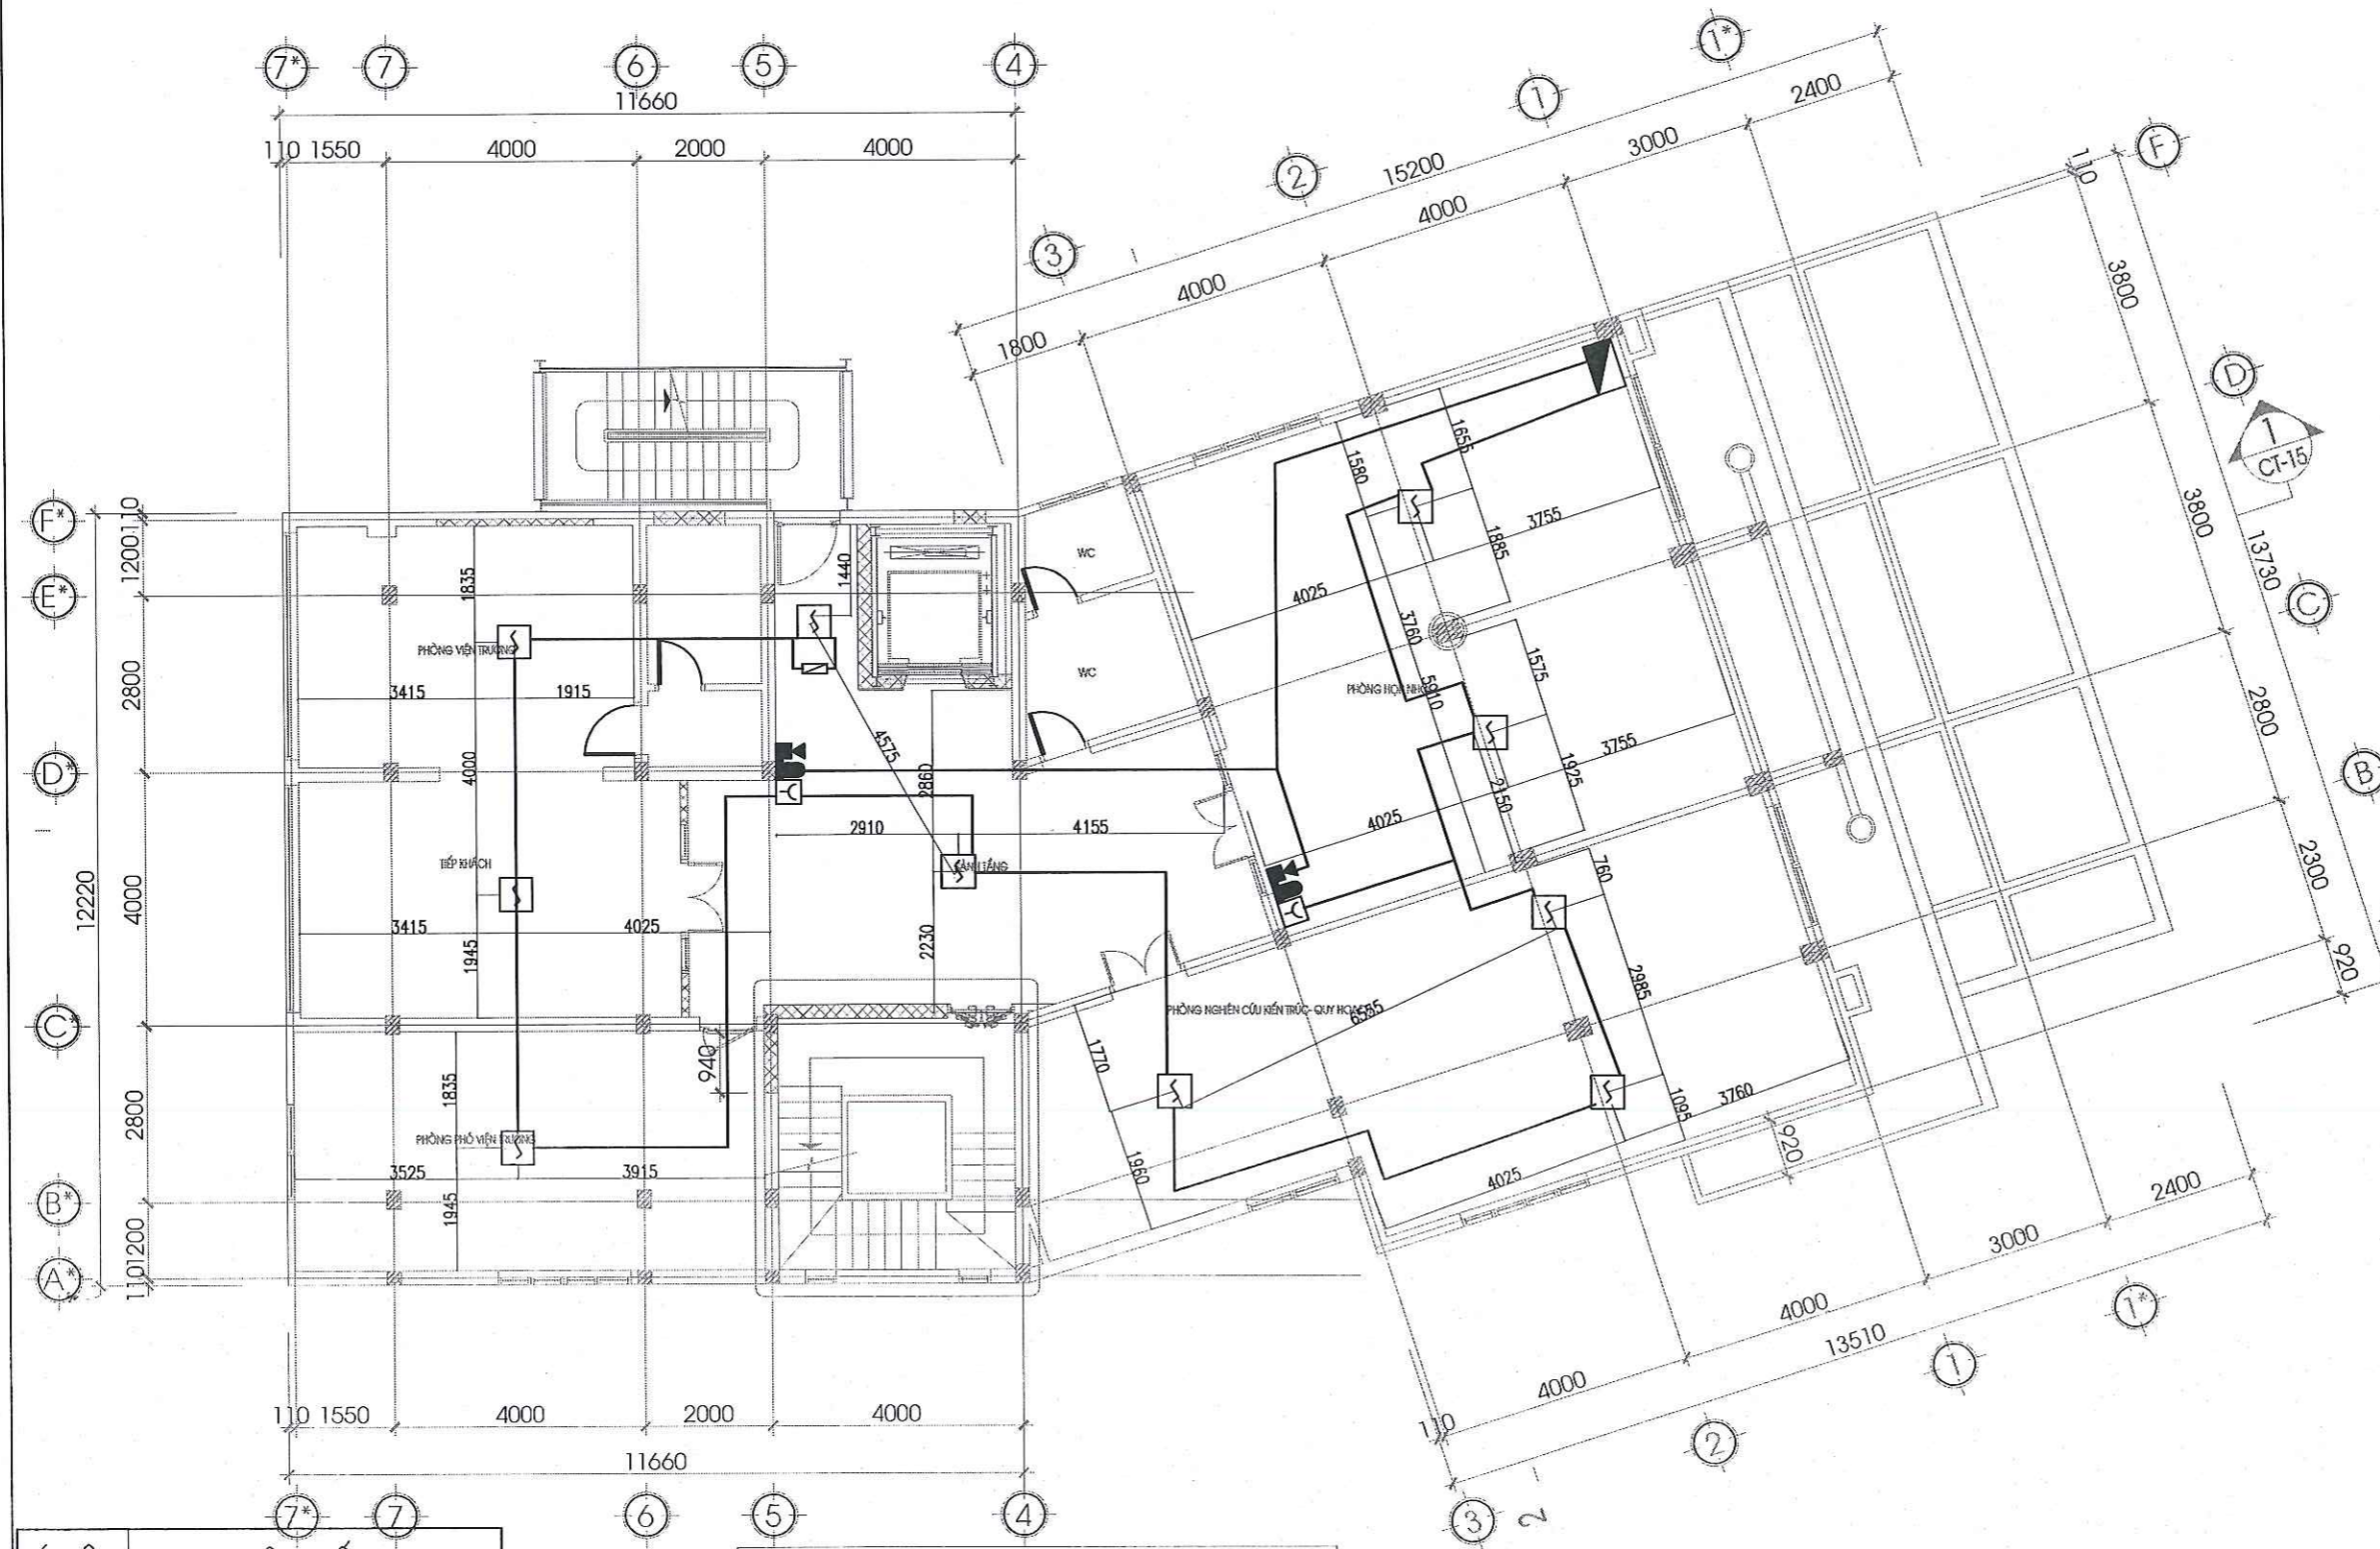 7* 7 6 5 4
11660
110 1550 4000 2000 4000
1* 1 2 3
15200
1800 4000 4000 3000 2400
F D C B
110 3800 3800 2800 2300 920
13730
1
CT-15
F* E* D* C* B* A*
110 1200 2800 4000 2800 1200 110
12220
1835
1440
WC
WC
PHÒNG VIỆN TRƯỞNG
3415 1915
4000
4575
2860
2910 4155
TIẾP KHÁCH
3415 4025
1945
2230
SẢNH TẦNG
940
1835
PHÒNG PHÓ VIỆN TRƯỞNG
3525 3915
1945
1580
1655
1885
3755
4025
3760
5910
PHÒNG HỌP NHỎ
1575
1925
3755
2150
4025
760
2985
PHÒNG NGHIÊN CỨU KIẾN TRÚC- QUY HOẠCH
6555
1770
1960
1095
3760
920
4025
110 1550 4000 2000 4000
11660
7* 7 6 5 4
110 4000 4000 3000 2400
13510
3 2 1 1*
2